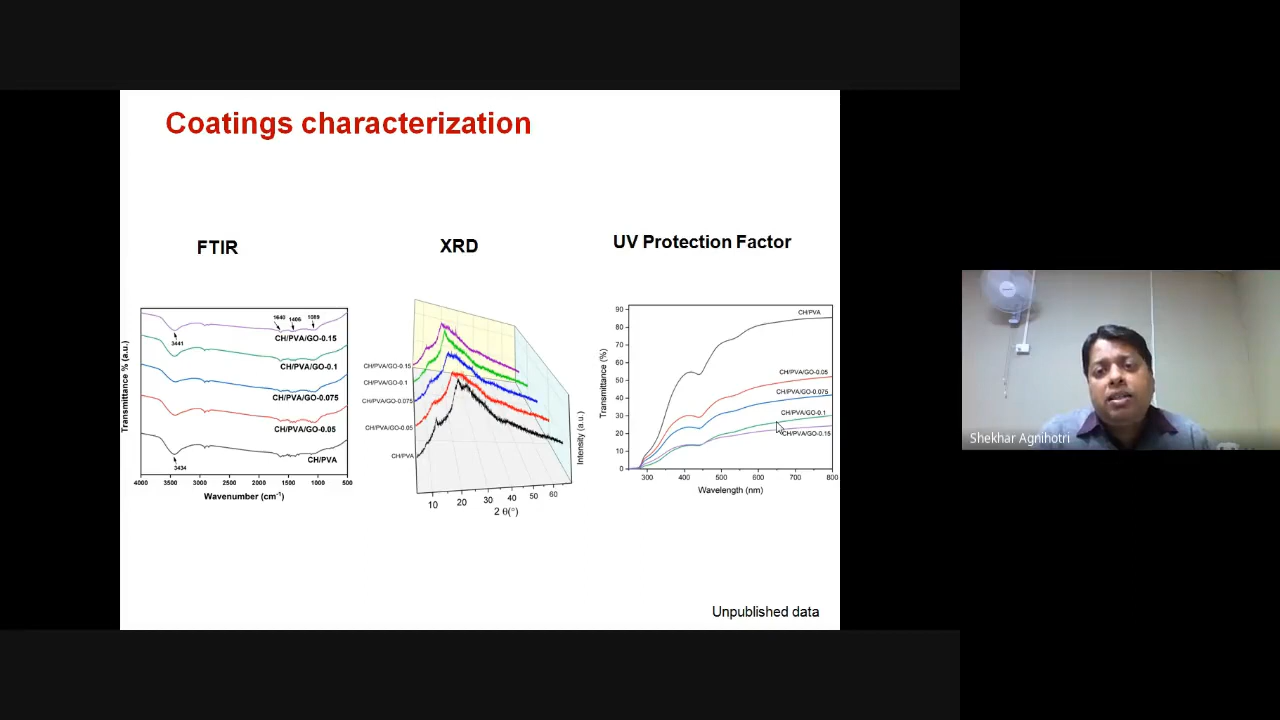 Coatings characterization
FTIR
XRD
UV Protection Factor
Transmittance % (a.u.)
1640 1406 1089
3441
CH/PVA/GO-0.15
CH/PVA/GO-0.1
CH/PVA/GO-0.075
CH/PVA/GO-0.05
CH/PVA
3434
4000 3500 3000 2500 2000 1500 1000 500
Wavenumber (cm⁻¹)
CH/PVA/GO-0.15
CH/PVA/GO-0.1
CH/PVA/GO-0.075
CH/PVA/GO-0.05
CH/PVA
Intensity (a.u.)
10 20 30 40 50 60
2 θ(°)
Transmittance (%)
90
80
70
60
50
40
30
20
10
0
CH/PVA
CH/PVA/GO-0.05
CH/PVA/GO-0.075
CH/PVA/GO-0.1
CH/PVA/GO-0.15
300 400 500 600 700 800
Wavelength (nm)
Unpublished data
Shekhar Agnihotri